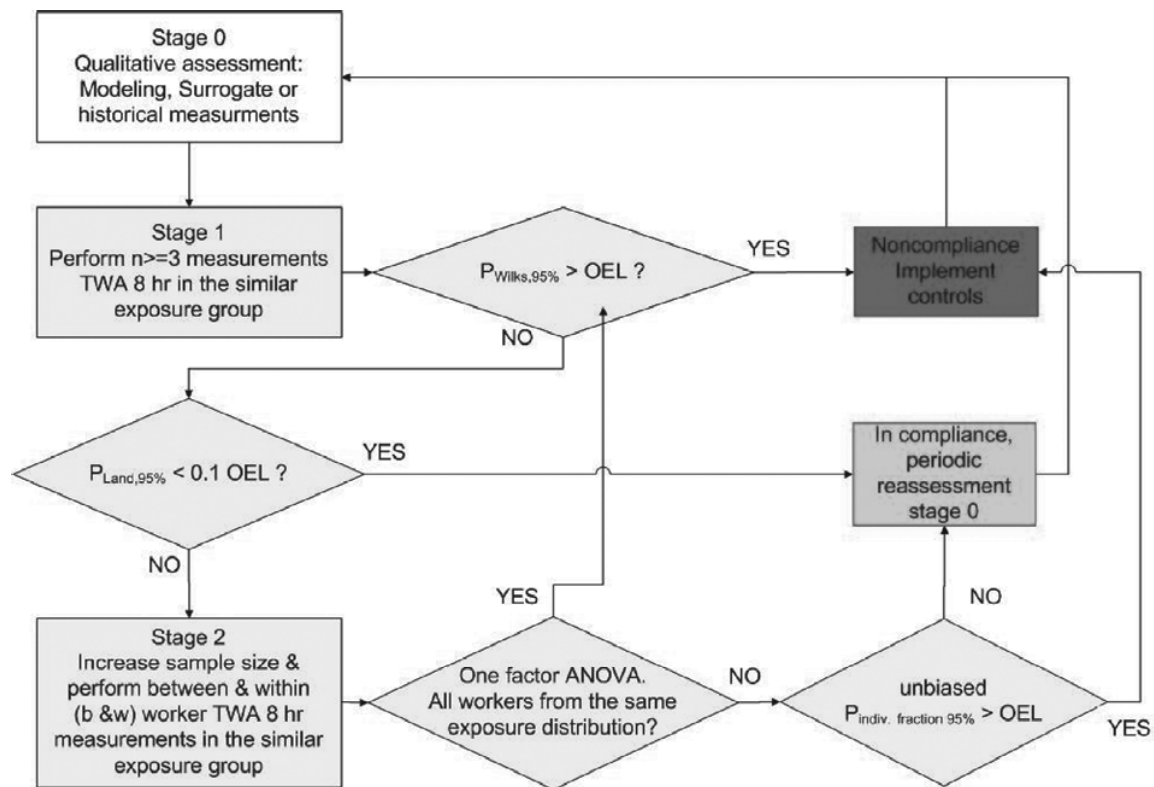 Stage 0
Qualitative assessment:
Modeling, Surrogate or
historical measurments
Stage 1
Perform n>=3 measurements
TWA 8 hr in the similar
exposure group
P Wilks,95% > OEL ?
YES
NO
Noncompliance
Implement
controls
P Land,95% < 0.1 OEL ?
YES
NO
In compliance,
periodic
reassessment
stage 0
Stage 2
Increase sample size &
perform between & within
(b &w) worker TWA 8 hr
measurements in the similar
exposure group
YES
One factor ANOVA.
All workers from the same
exposure distribution?
NO
NO
unbiased
P indiv. fraction 95% > OEL
YES